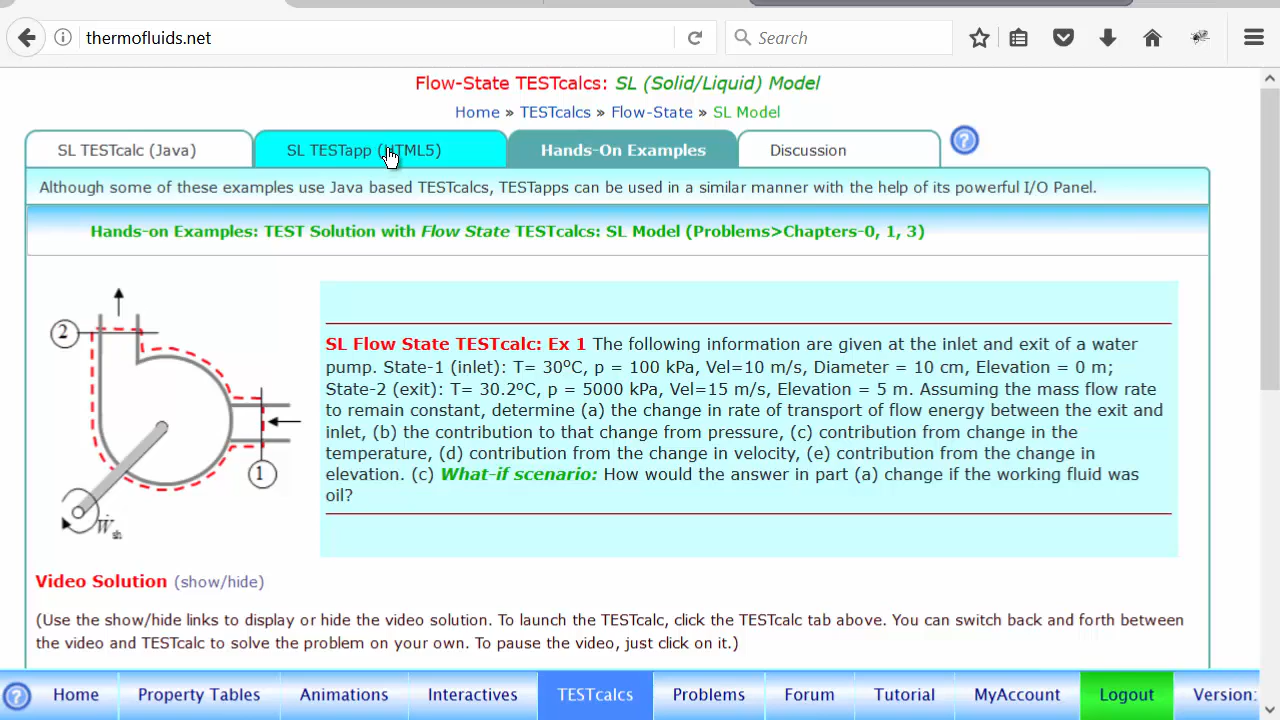 thermofluids.net
Search
Flow-State TESTcalcs: SL (Solid/Liquid) Model
Home » TESTcalcs » Flow-State » SL Model
SL TESTcalc (Java)
SL TESTapp (HTML5)
Hands-On Examples
Discussion
?
Although some of these examples use Java based TESTcalcs, TESTapps can be used in a similar manner with the help of its powerful I/O Panel.
Hands-on Examples: TEST Solution with Flow State TESTcalcs: SL Model (Problems>Chapters-0, 1, 3)
2
1
Ẇsh
SL Flow State TESTcalc: Ex 1 The following information are given at the inlet and exit of a water
pump. State-1 (inlet): T= 30ºC, p = 100 kPa, Vel=10 m/s, Diameter = 10 cm, Elevation = 0 m;
State-2 (exit): T= 30.2ºC, p = 5000 kPa, Vel=15 m/s, Elevation = 5 m. Assuming the mass flow rate
to remain constant, determine (a) the change in rate of transport of flow energy between the exit and
inlet, (b) the contribution to that change from pressure, (c) contribution from change in the
temperature, (d) contribution from the change in velocity, (e) contribution from the change in
elevation. (c) What-if scenario: How would the answer in part (a) change if the working fluid was
oil?
Video Solution (show/hide)
(Use the show/hide links to display or hide the video solution. To launch the TESTcalc, click the TESTcalc tab above. You can switch back and forth between
the video and TESTcalc to solve the problem on your own. To pause the video, just click on it.)
? Home Property Tables Animations Interactives TESTcalcs Problems Forum Tutorial MyAccount Logout Version: